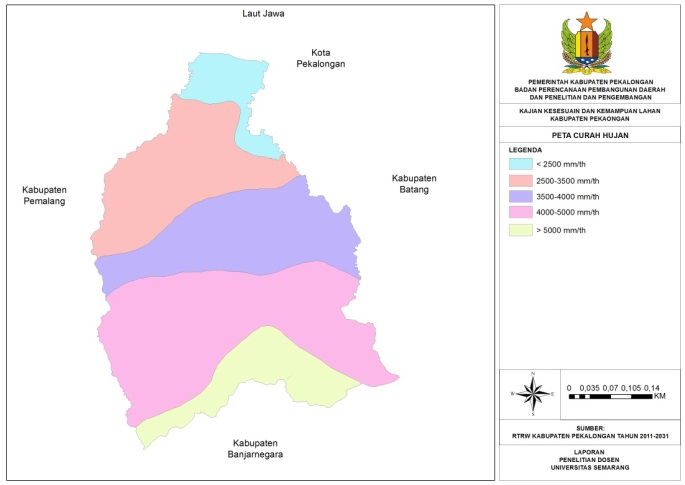 Laut Jawa
Kota
Pekalongan
Kabupaten
Pemalang
Kabupaten
Batang
Kabupaten
Banjarnegara
PEMERINTAH KABUPATEN PEKALONGAN
BADAN PERENCANAAN PEMBANGUNAN DAERAH
DAN PENELITIAN DAN PENGEMBANGAN
KAJIAN KESESUAIN DAN KEMAMPUAN LAHAN
KABUPATEN PEKAONGAN
PETA CURAH HUJAN
LEGENDA
< 2500 mm/th
2500-3500 mm/th
3500-4000 mm/th
4000-5000 mm/th
> 5000 mm/th
N
W E
S
0 0,035 0,07 0,105 0,14
KM
SUMBER:
RTRW KABUPATEN PEKALONGAN TAHUN 2011-2031
LAPORAN
PENELITIAN DOSEN
UNIVERSITAS SEMARANG